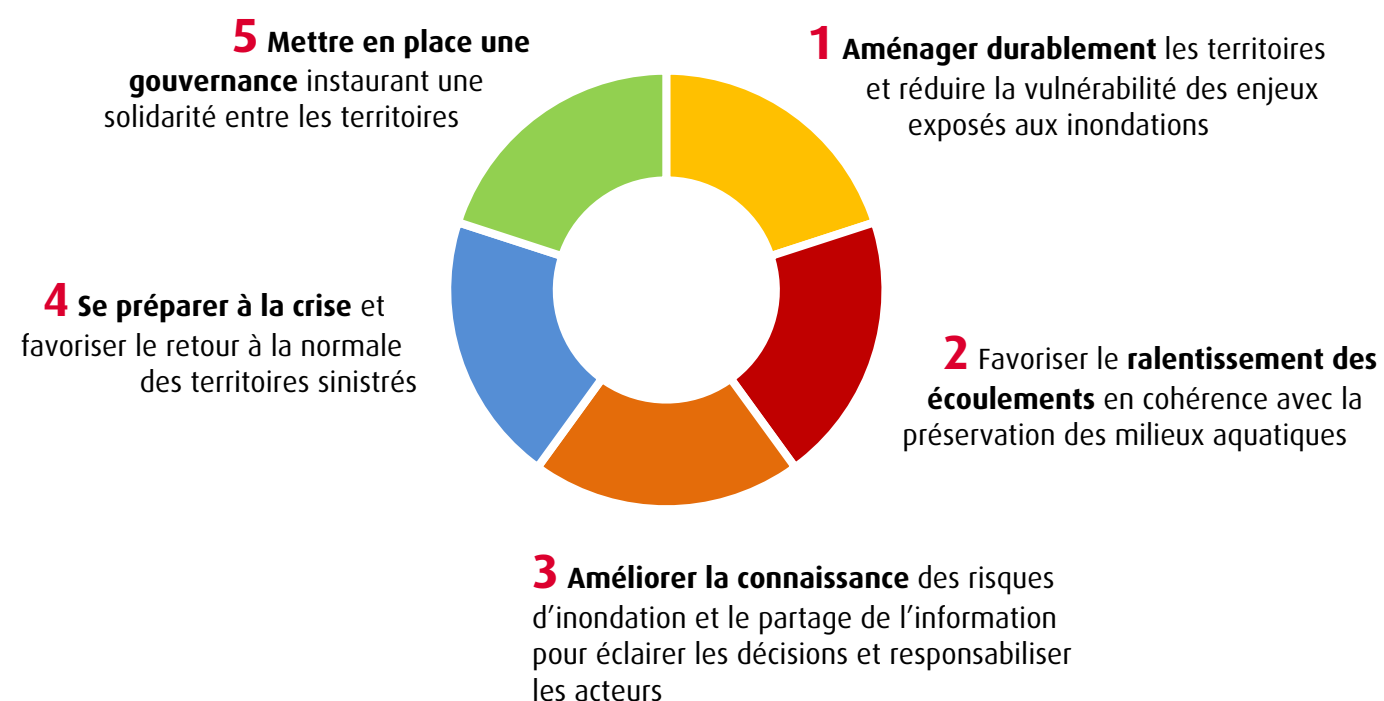 1 Aménager durablement les territoires
et réduire la vulnérabilité des enjeux
exposés aux inondations
2 Favoriser le ralentissement des
écoulements en cohérence avec la
préservation des milieux aquatiques
3 Améliorer la connaissance des risques
d’inondation et le partage de l’information
pour éclairer les décisions et responsabiliser
les acteurs
4 Se préparer à la crise et
favoriser le retour à la normale
des territoires sinistrés
5 Mettre en place une
gouvernance instaurant une
solidarité entre les territoires